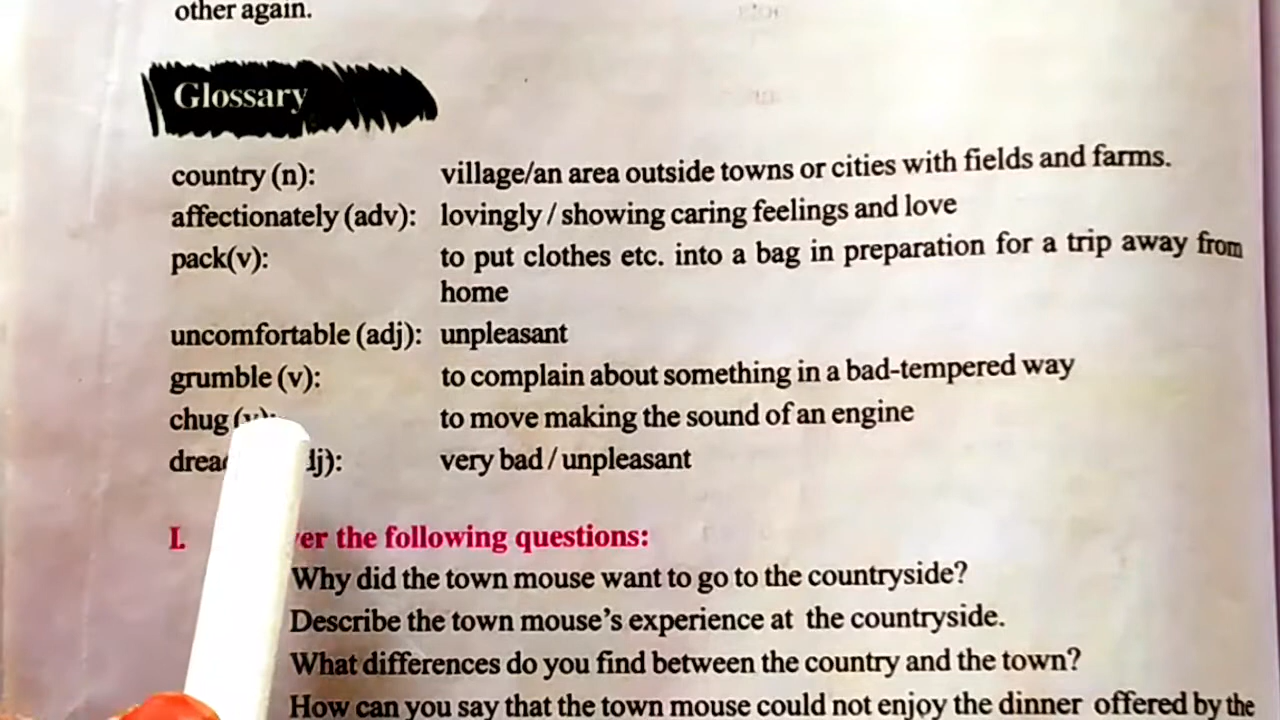 other again.
Glossary
country (n): village/an area outside towns or cities with fields and farms.
affectionately (adv): lovingly / showing caring feelings and love
pack(v): to put clothes etc. into a bag in preparation for a trip away from
home
uncomfortable (adj): unpleasant
grumble (v): to complain about something in a bad-tempered way
chug (v): to move making the sound of an engine
very bad / unpleasant
I. the following questions:
Why did the town mouse want to go to the countryside?
Describe the town mouse's experience at the countryside.
What differences do you find between the country and the town?
How can you say that the town mouse could not enjoy the dinner offered by the